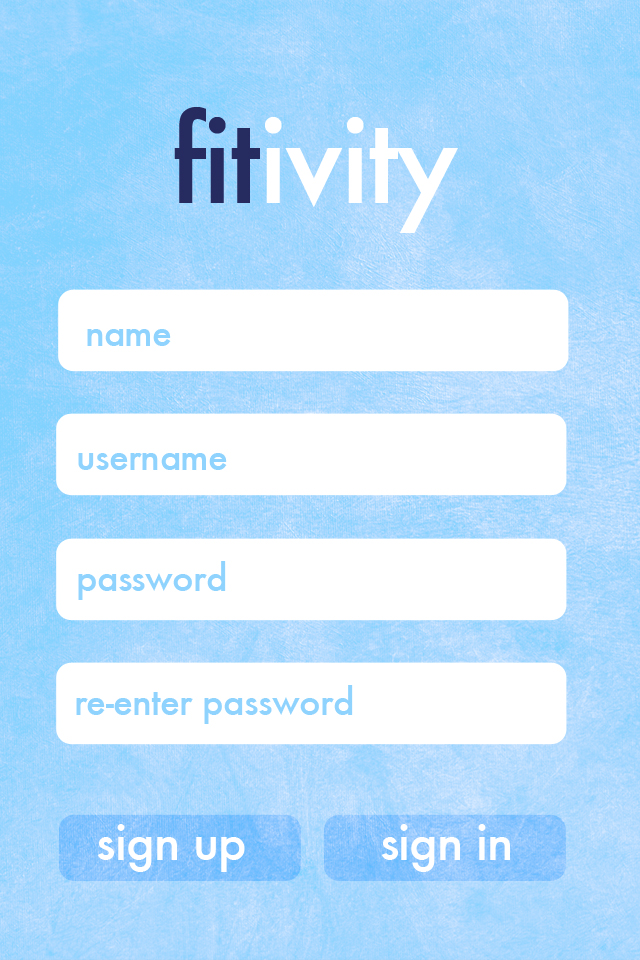 fitivity
name
username
password
re-enter password
sign up sign in